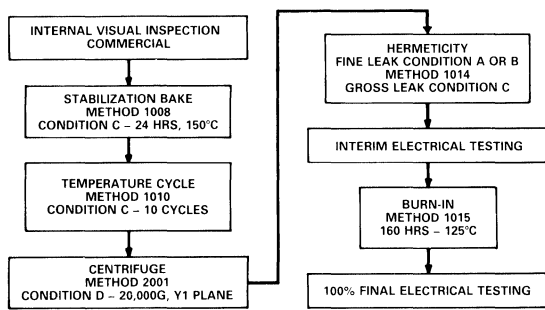 INTERNAL VISUAL INSPECTION
COMMERCIAL
STABILIZATION BAKE
METHOD 1008
CONDITION C – 24 HRS, 150°C
TEMPERATURE CYCLE
METHOD 1010
CONDITION C – 10 CYCLES
CENTRIFUGE
METHOD 2001
CONDITION D – 20,000G, Y1 PLANE
HERMETICITY
FINE LEAK CONDITION A OR B
METHOD 1014
GROSS LEAK CONDITION C
INTERIM ELECTRICAL TESTING
BURN-IN
METHOD 1015
160 HRS – 125°C
100% FINAL ELECTRICAL TESTING